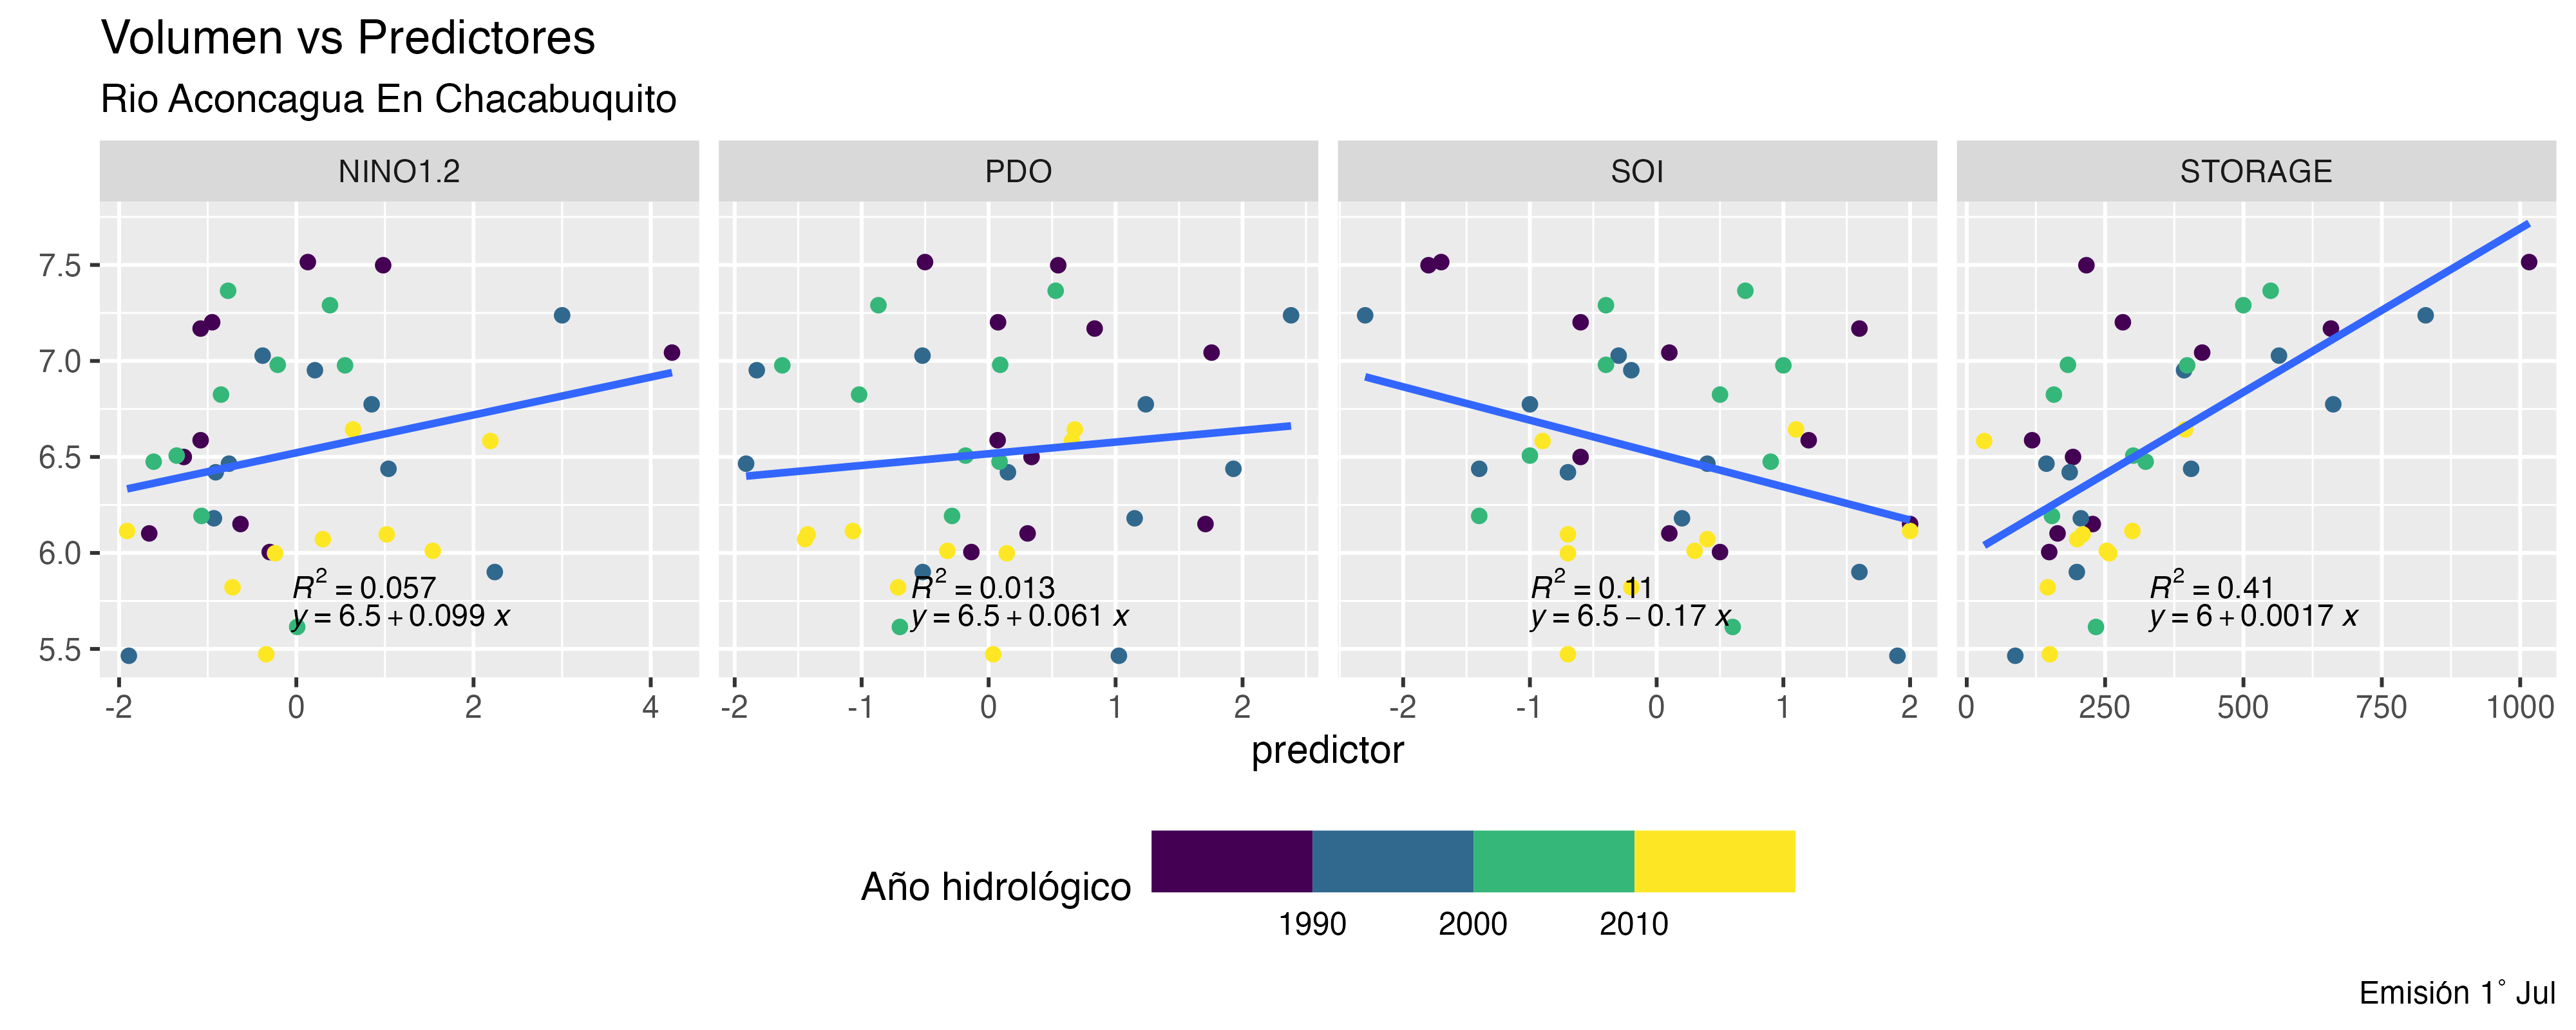 Volumen vs Predictores
Rio Aconcagua En Chacabuquito
NINO1.2 PDO SOI STORAGE
7.5
7.0
6.5
6.0
5.5
R² = 0.057 R² = 0.013 R² = 0.11 R² = 0.41
y = 6.5 + 0.099 x y = 6.5 + 0.061 x y = 6.5 − 0.17 x y = 6 + 0.0017 x
-2 0 2 4 -2 -1 0 1 2 -2 -1 0 1 2 0 250 500 750 1000
predictor
Año hidrológico
1990 2000 2010
Emisión 1° Jul